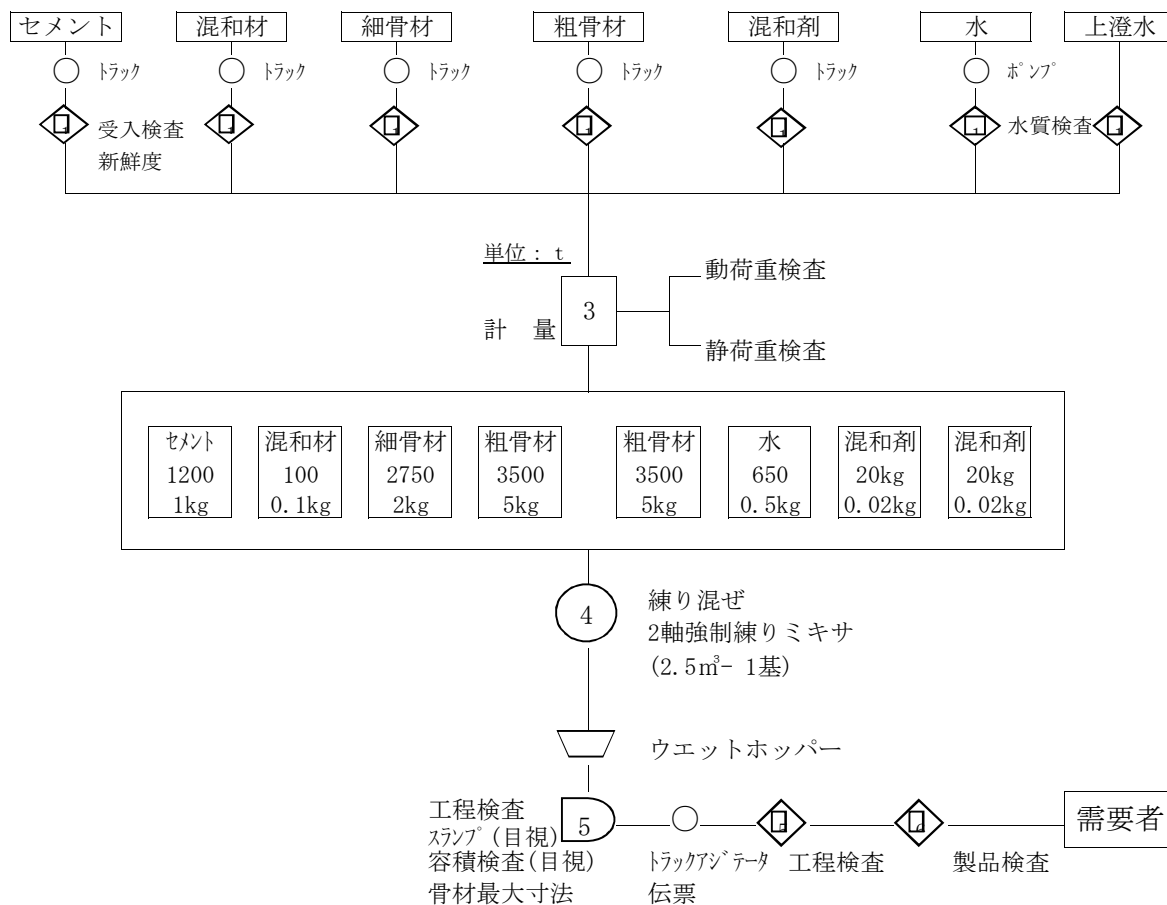 セメント 混和材 細骨材 粗骨材 混和剤 水 上澄水
トラック トラック トラック トラック トラック ポンプ
1 1 1 1 1 1 1
受入検査 水質検査
新鮮度
単位：t
動荷重検査
3
計 量
静荷重検査
セメント 混和材 細骨材 粗骨材 粗骨材 水 混和剤 混和剤
1200 100 2750 3500 3500 650 20kg 20kg
1kg 0.1kg 2kg 5kg 5kg 0.5kg 0.02kg 0.02kg
4
練り混ぜ
2軸強制練りミキサ
(2.5㎥- 1基)
ウエットホッパー
工程検査
スランプ(目視)
5
需要者
容積検査(目視) トラックアジテータ 工程検査 製品検査
骨材最大寸法 伝票